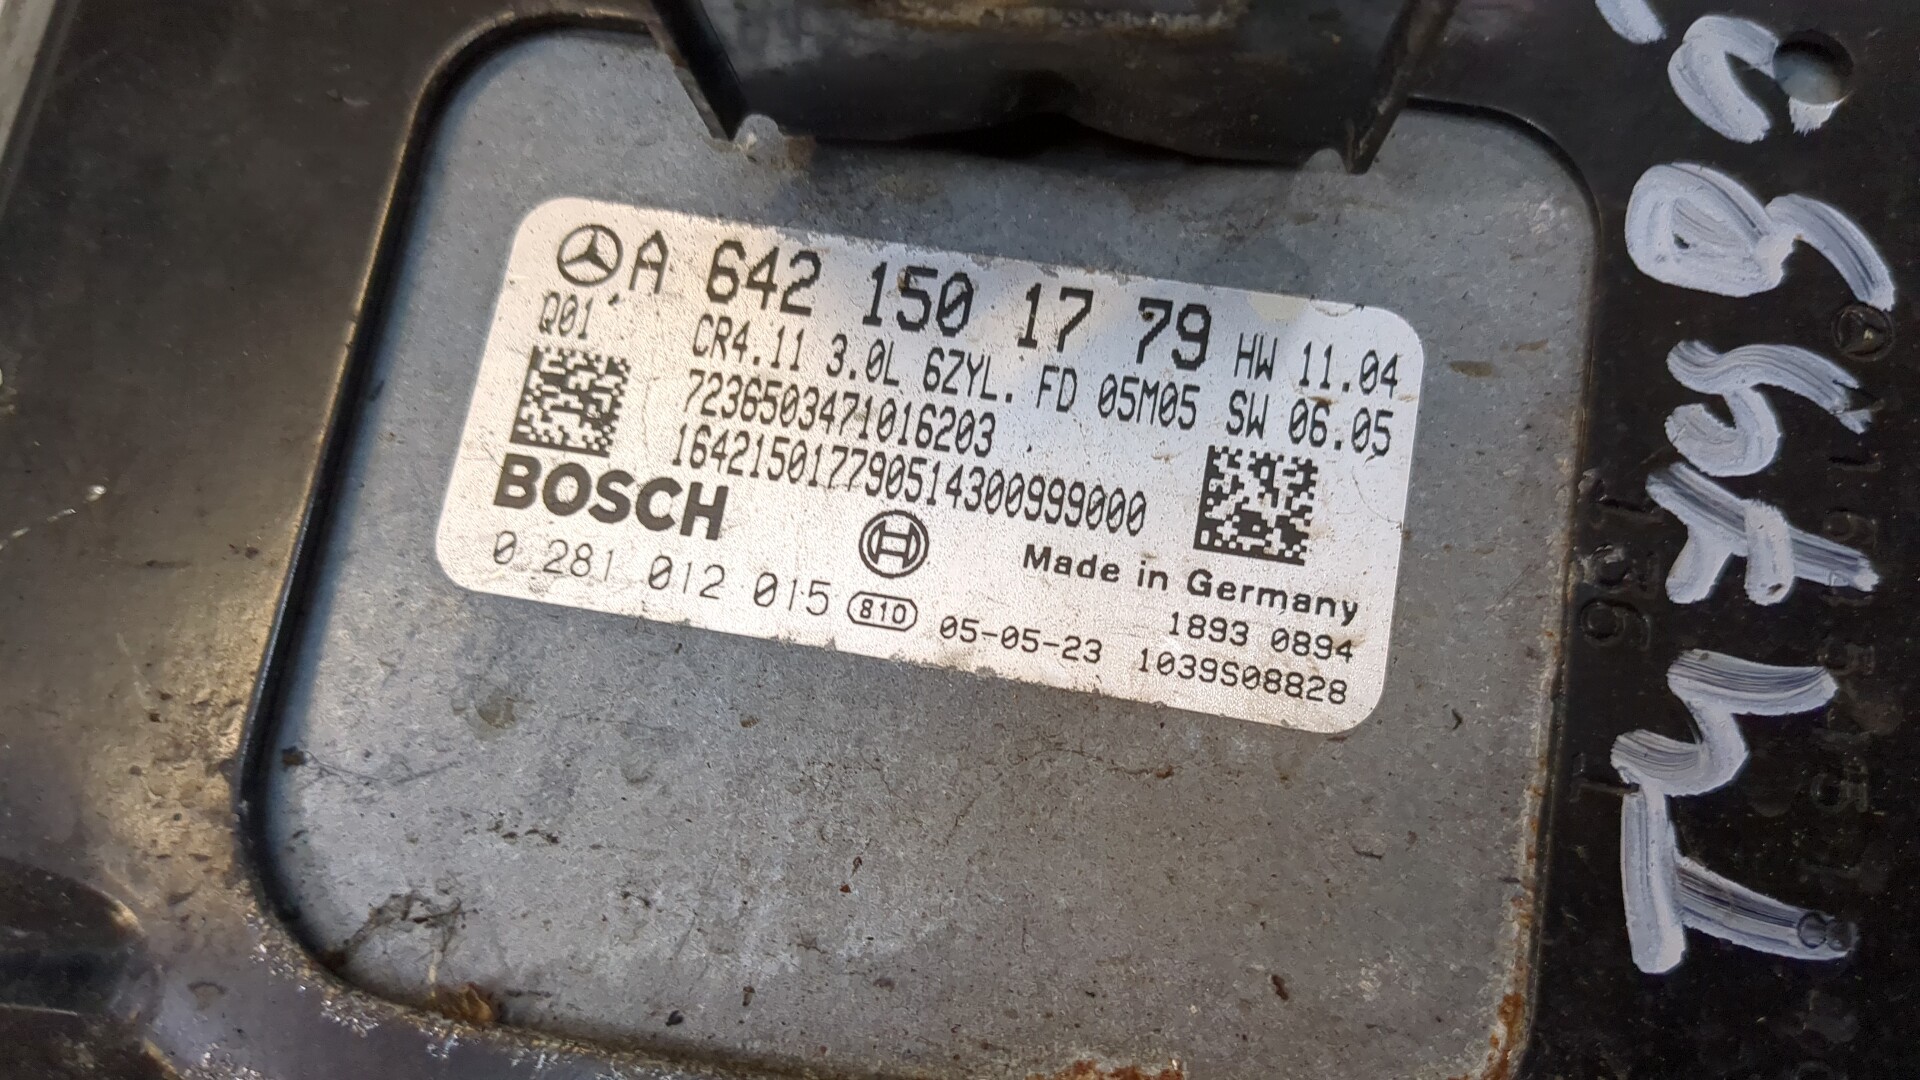 A 642 150 17 79
HW 11.04
Q01
CR4.11 3.0L 6ZYL. FD 05M05 SW 06.05
7236503471016203
164215017790514300999000
BOSCH
Made in Germany
0 281 012 015 810 05-05-23
1893 0894
1039S08828